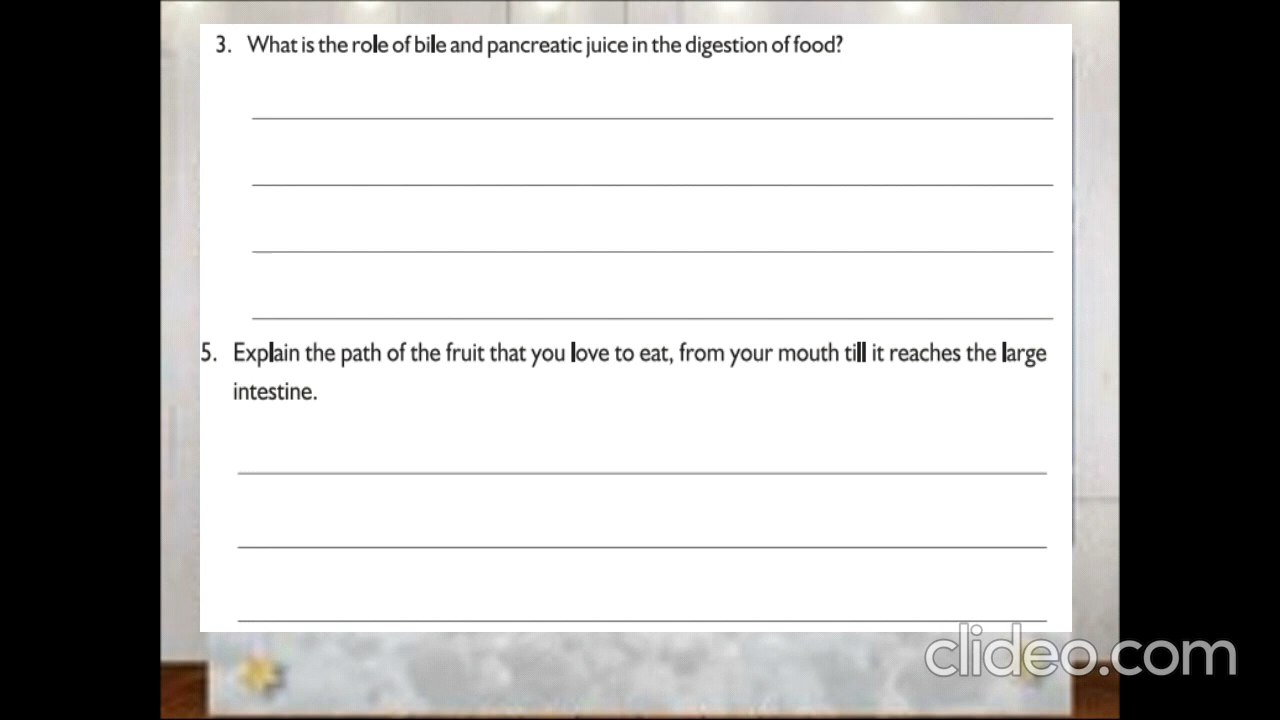 3. What is the role of bile and pancreatic juice in the digestion of food?
5. Explain the path of the fruit that you love to eat, from your mouth till it reaches the large
intestine.
clideo.com